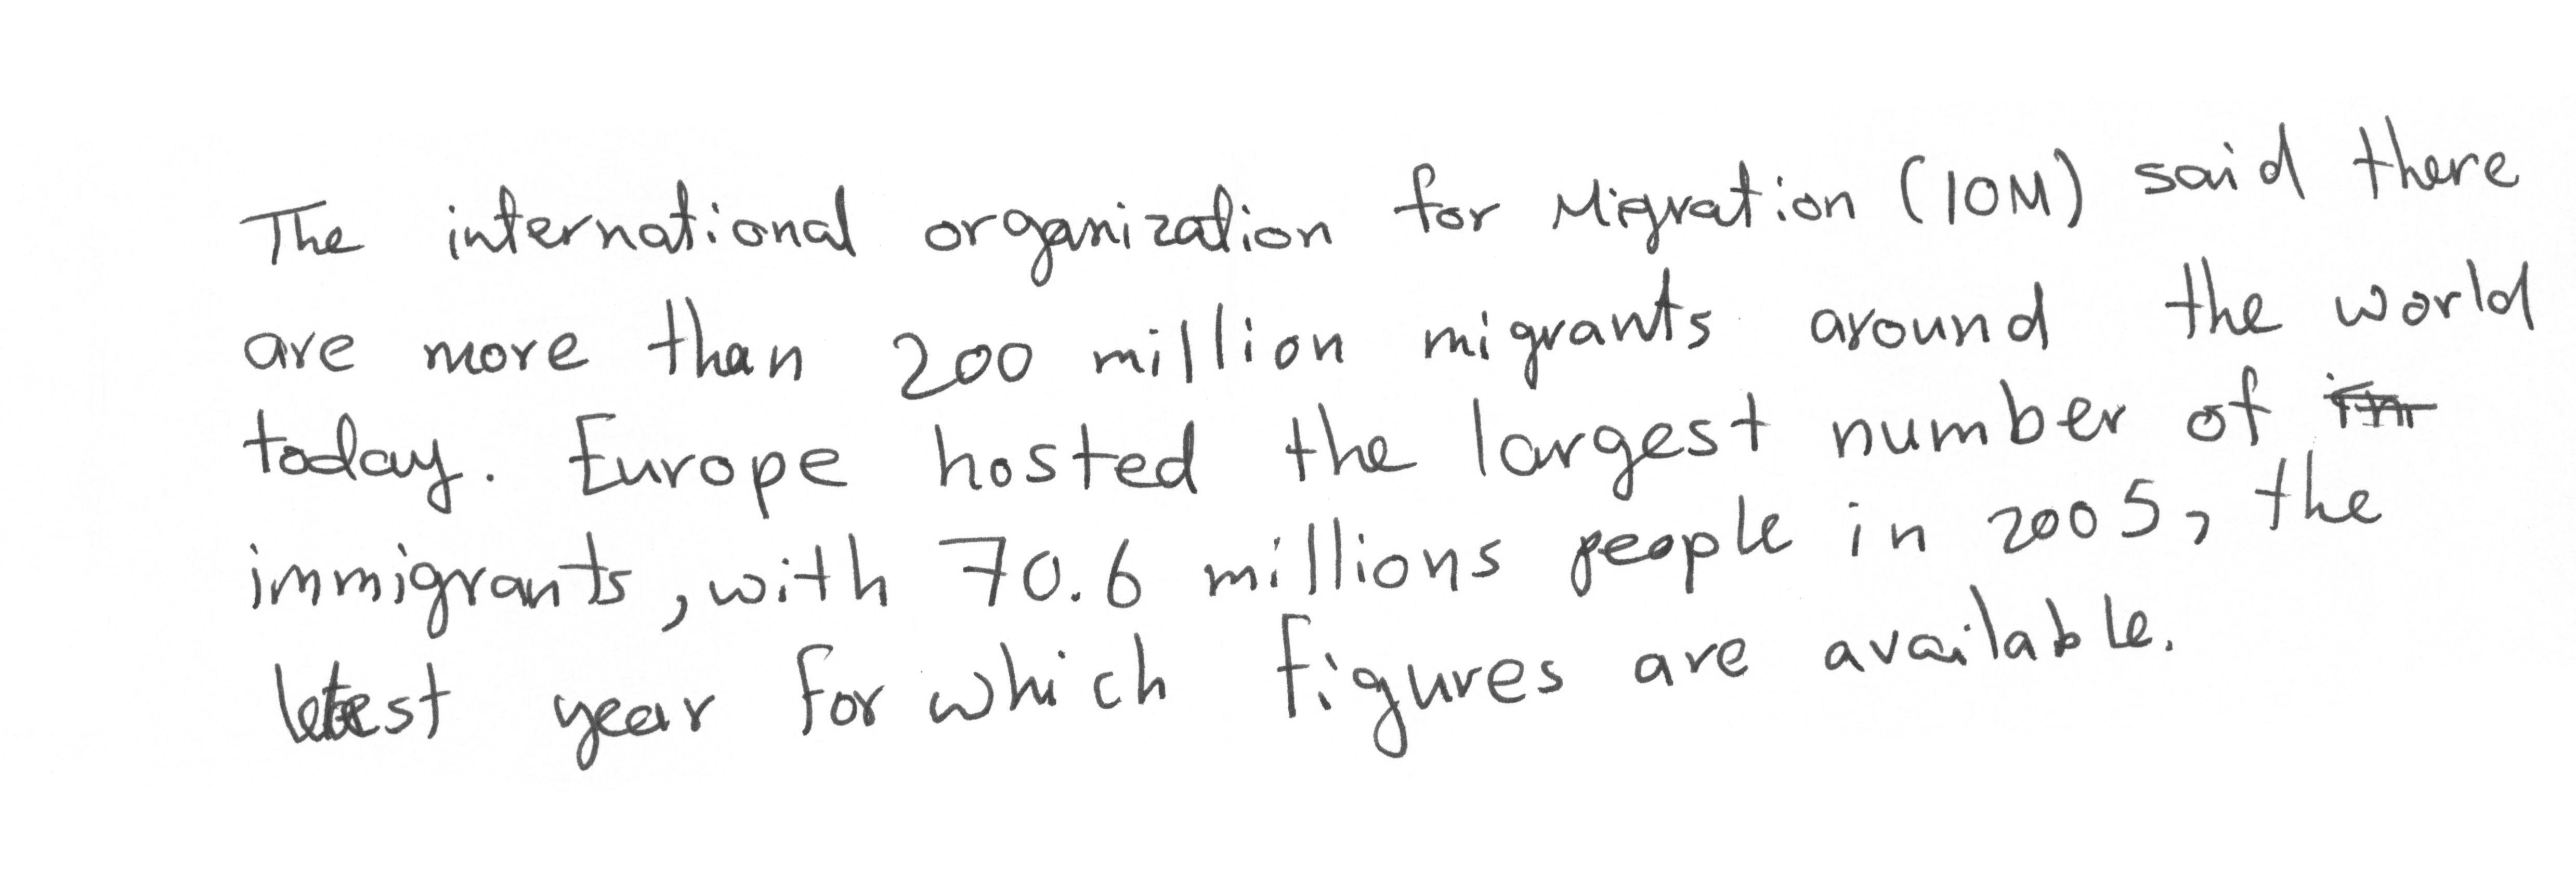 The international organization for Migration (IOM) said there
are more than 200 million migrants around the world
today. Europe hosted the largest number of
immigrants, with 70.6 millions people in 2005, the
latest year for which figures are available.